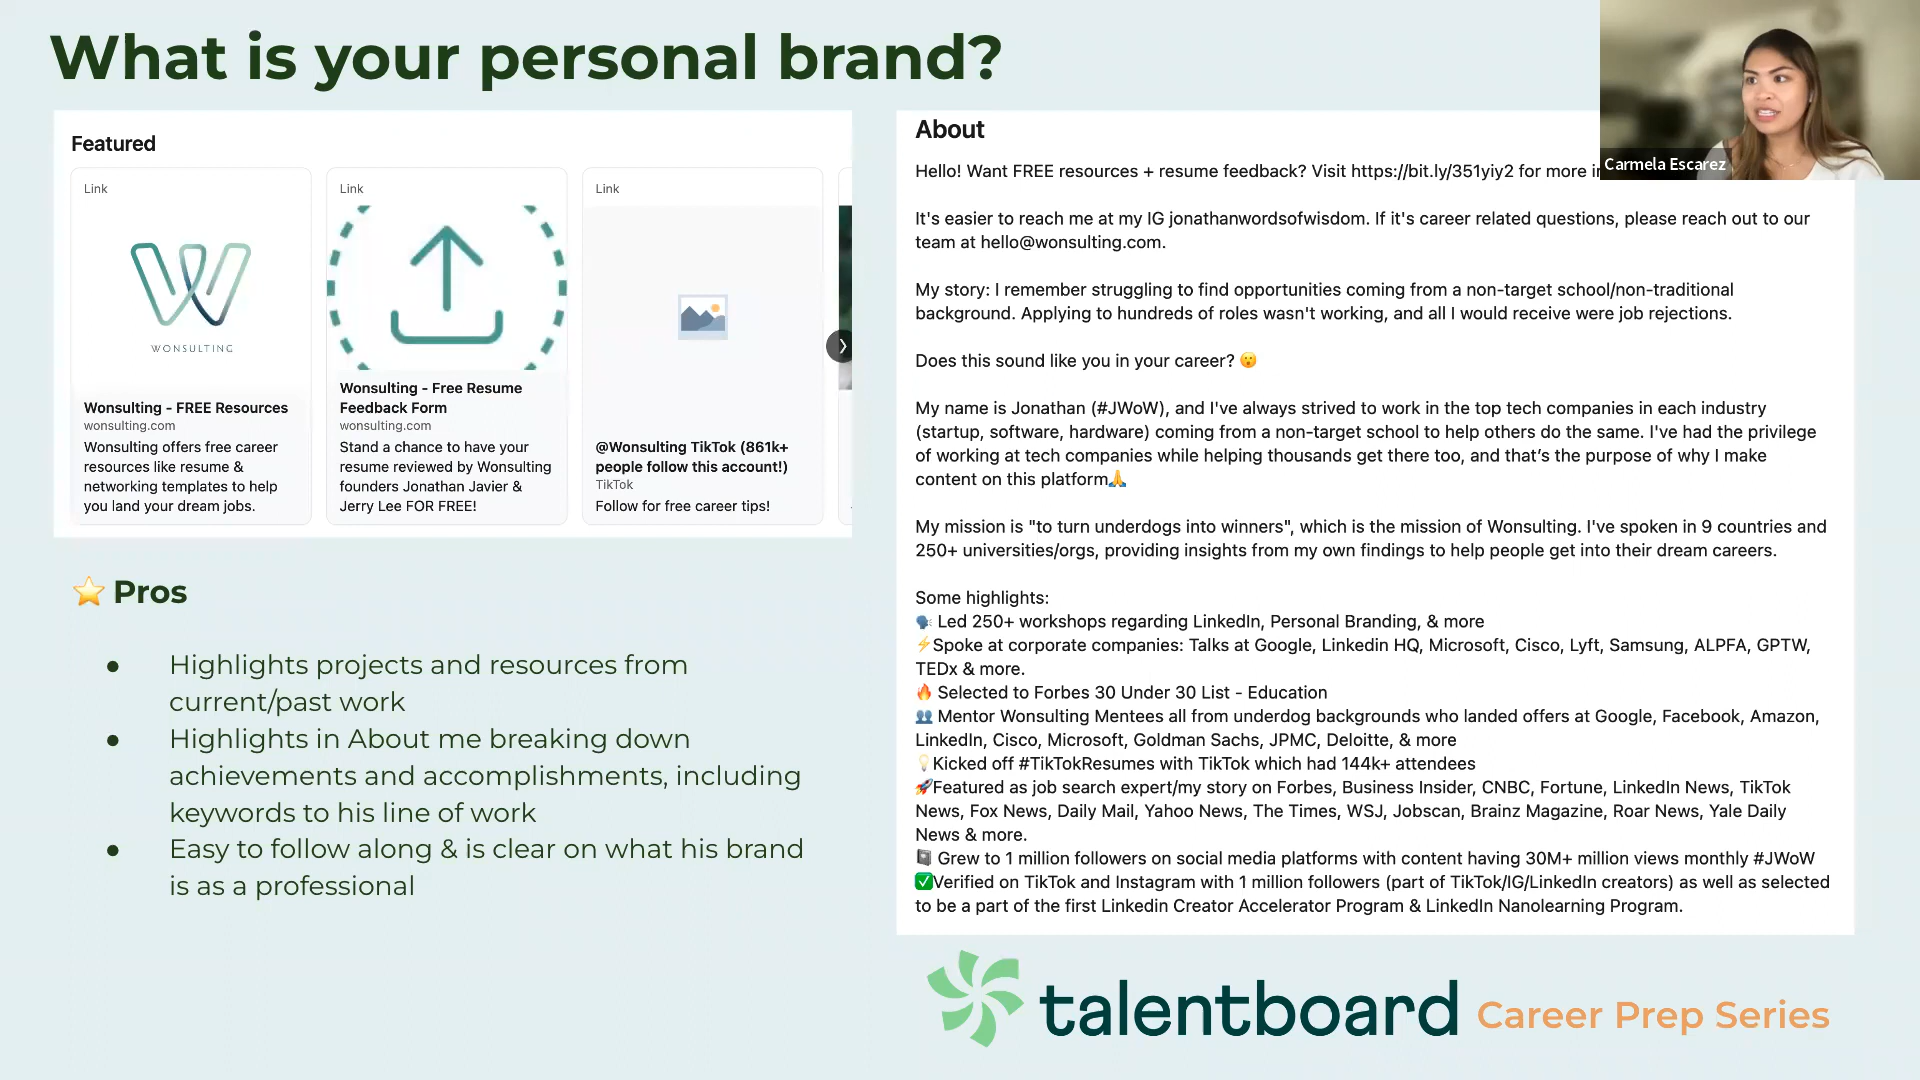 What is your personal brand?
Featured
Link
WONSULTING
Wonsulting - FREE Resources
wonsulting.com
Wonsulting offers free career
resources like resume &
networking templates to help
you land your dream jobs.
Link
Wonsulting - Free Resume
Feedback Form
wonsulting.com
Stand a chance to have your
resume reviewed by Wonsulting
founders Jonathan Javier &
Jerry Lee FOR FREE!
Link
@Wonsulting TikTok (861k+
people follow this account!)
TikTok
Follow for free career tips!
⭐ Pros
● Highlights projects and resources from
current/past work
● Highlights in About me breaking down
achievements and accomplishments, including
keywords to his line of work
● Easy to follow along & is clear on what his brand
is as a professional
About
Hello! Want FREE resources + resume feedback? Visit https://bit.ly/351yiy2 for more
It's easier to reach me at my IG jonathanwordsofwisdom. If it's career related questions, please reach out to our
team at hello@wonsulting.com.
My story: I remember struggling to find opportunities coming from a non-target school/non-traditional
background. Applying to hundreds of roles wasn't working, and all I would receive were job rejections.
Does this sound like you in your career? 😮
My name is Jonathan (#JWoW), and I've always strived to work in the top tech companies in each industry
(startup, software, hardware) coming from a non-target school to help others do the same. I've had the privilege
of working at tech companies while helping thousands get there too, and that’s the purpose of why I make
content on this platform🙏
My mission is "to turn underdogs into winners", which is the mission of Wonsulting. I've spoken in 9 countries and
250+ universities/orgs, providing insights from my own findings to help people get into their dream careers.
Some highlights:
🗣 Led 250+ workshops regarding LinkedIn, Personal Branding, & more
⚡Spoke at corporate companies: Talks at Google, Linkedin HQ, Microsoft, Cisco, Lyft, Samsung, ALPFA, GPTW,
TEDx & more.
🔥 Selected to Forbes 30 Under 30 List - Education
👥 Mentor Wonsulting Mentees all from underdog backgrounds who landed offers at Google, Facebook, Amazon,
LinkedIn, Cisco, Microsoft, Goldman Sachs, JPMC, Deloitte, & more
💡Kicked off #TikTokResumes with TikTok which had 144k+ attendees
🚀Featured as job search expert/my story on Forbes, Business Insider, CNBC, Fortune, LinkedIn News, TikTok
News, Fox News, Daily Mail, Yahoo News, The Times, WSJ, Jobscan, Brainz Magazine, Roar News, Yale Daily
News & more.
📓 Grew to 1 million followers on social media platforms with content having 30M+ million views monthly #JWoW
✅Verified on TikTok and Instagram with 1 million followers (part of TikTok/IG/LinkedIn creators) as well as selected
to be a part of the first Linkedin Creator Accelerator Program & LinkedIn Nanolearning Program.
Carmela Escarez
talentboard Career Prep Series